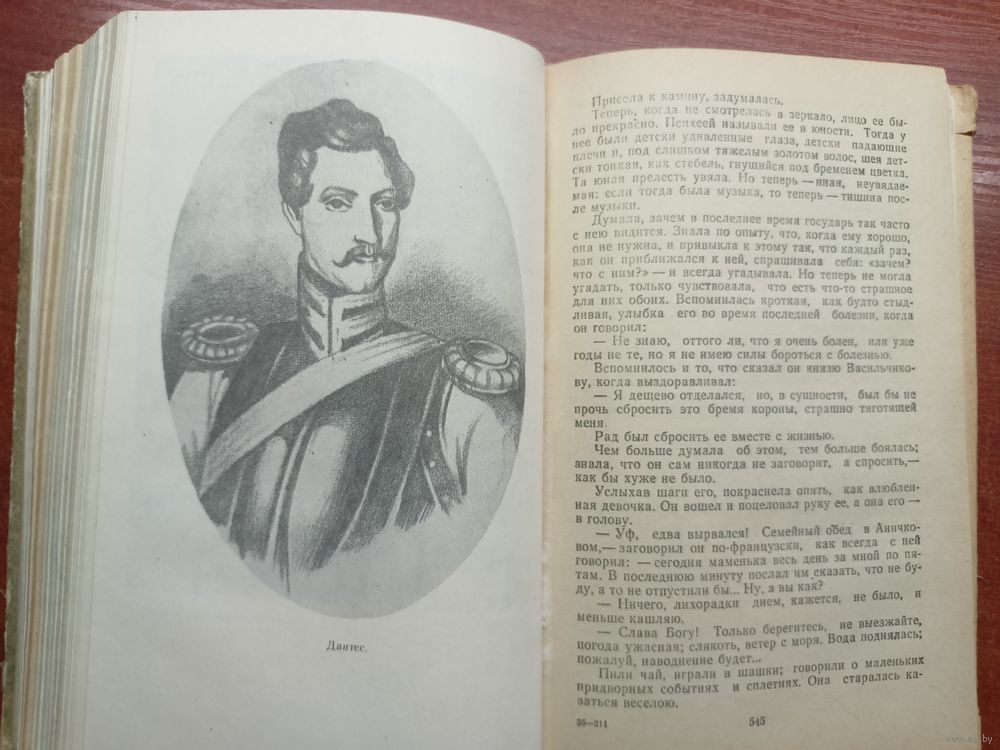 Дантес.
Присела к камину, задумалась.
Теперь, когда не смотрелась в зеркало, лицо ее бы-
ло прекрасно. Психеей называли ее в юности. Тогда у
нее были детски удивленные глаза, детски падающие
плечи и, под слишком тяжелым золотом волос, шея дет-
ски тонкая, как стебель, гнущийся под бременем цветка.
Та юная прелесть увяла. Но теперь — иная, неувядае-
мая: если тогда была музыка, то теперь — тишина пос-
ле музыки.
Думала, зачем в последнее время государь так часто
с нею видится. Знала по опыту, что, когда ему хорошо,
она не нужна, и привыкла к этому так, что каждый раз,
как он приближался к ней, спрашивала себя: «зачем?
что с ним?» — и всегда угадывала. Но теперь не могла
угадать, только чувствовала, что есть что-то страшное
для них обоих. Вспомнилась кроткая, как будто стыд-
ливая, улыбка его во время последней болезни, когда
он говорил:
— Не знаю, оттого ли, что я очень болен, или уже
годы не те, но я не имею силы бороться с болезнью.
Вспомнилось и то, что сказал он князю Васильчико-
ву, когда выздоравливал:
— Я дешево отделался, но, в сущности, был бы не
прочь сбросить это бремя короны, страшно тяготящей
меня.
Рад был сбросить ее вместе с жизнью.
Чем больше думала об этом, тем больше боялась;
знала, что он сам никогда не заговорит, а спросить,—
как бы хуже не было.
Услыхав шаги его, покраснела опять, как влюблен-
ная девочка. Он вошел и поцеловал руку ее, а она его —
в голову.
— Уф, едва вырвался! Семейный обед в Аничко-
вом,— заговорил он по-французски, как всегда с ней
говорил: — сегодня маменька весь день за мной по пя-
там. В последнюю минуту послал им сказать, что не бу-
ду, а то не отпустили бы... Ну, а вы как?
— Ничего, лихорадки днем, кажется, не было, и
меньше кашляю.
— Слава Богу! Только берегитесь, не выезжайте,
погода ужасная; слякоть, ветер с моря. Вода поднялась;
пожалуй, наводнение будет...
Пили чай, играли в шашки; говорили о маленьких
придворных событиях и сплетнях. Она старалась ка-
заться веселою.
35—211
545
www.ay.by